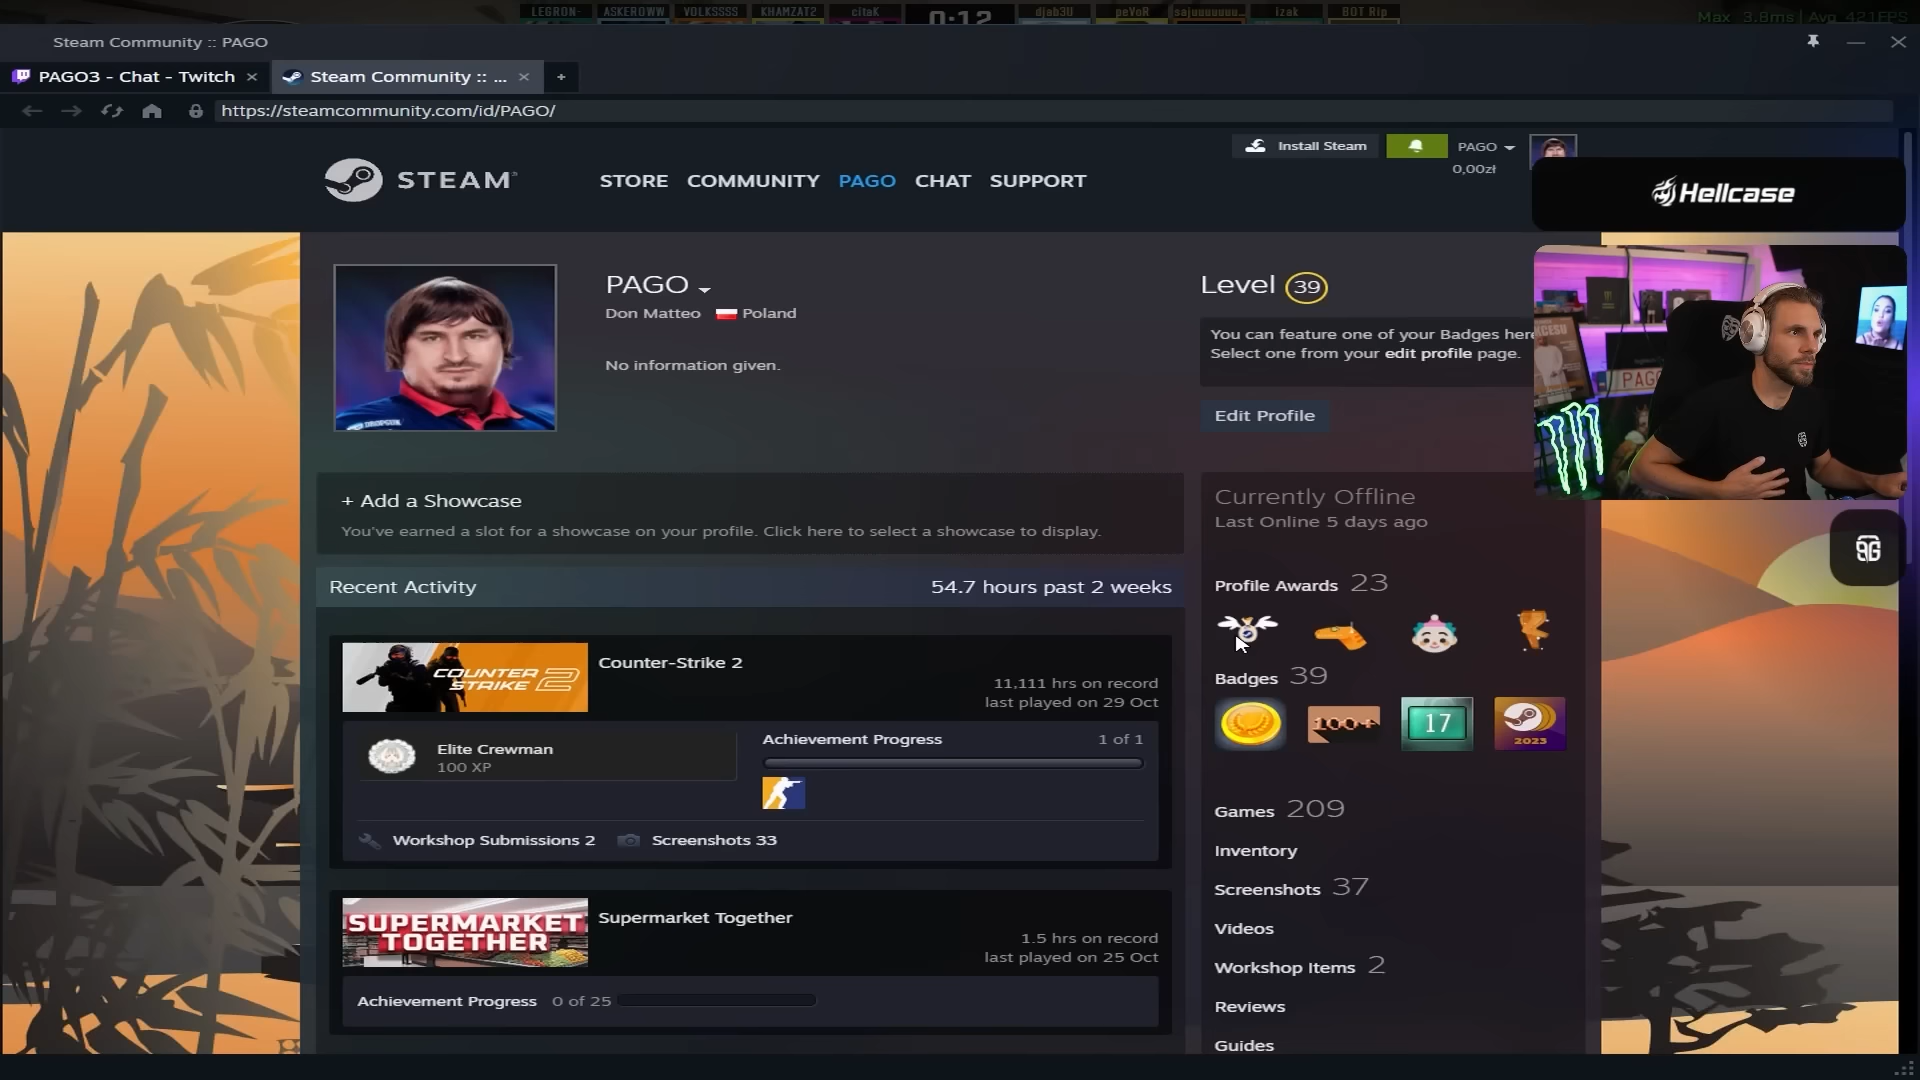 LEGRON-
ASKEROWW
VOLKSSSS
KHAMZAT2
citaK
0:12
djab3U
peVoR
sajuuuuuu..
izak
BOT Rip
Max 3.8ms | Avg 421FPS
Steam Community :: PAGO
PAGO3 - Chat - Twitch
Steam Community :: ...
https://steamcommunity.com/id/PAGO/
Install Steam
PAGO
0,00zł
STEAM
STORE COMMUNITY PAGO CHAT SUPPORT
Hellcase
PAGO
Don Matteo Poland
No information given.
Level 39
You can feature one of your Badges here
Select one from your edit profile page.
Edit Profile
PAG
+ Add a Showcase
You've earned a slot for a showcase on your profile. Click here to select a showcase to display.
Currently Offline
Last Online 5 days ago
Recent Activity 54.7 hours past 2 weeks
Profile Awards 23
COUNTER
STRIKE 2
Counter-Strike 2
11,111 hrs on record
last played on 29 Oct
Elite Crewman
100 XP
Achievement Progress 1 of 1
Workshop Submissions 2 Screenshots 33
Badges 39
100+
17
2023
SUPERMARKET
TOGETHER
Supermarket Together
1.5 hrs on record
last played on 25 Oct
Achievement Progress 0 of 25
Games 209
Inventory
Screenshots 37
Videos
Workshop Items 2
Reviews
Guides